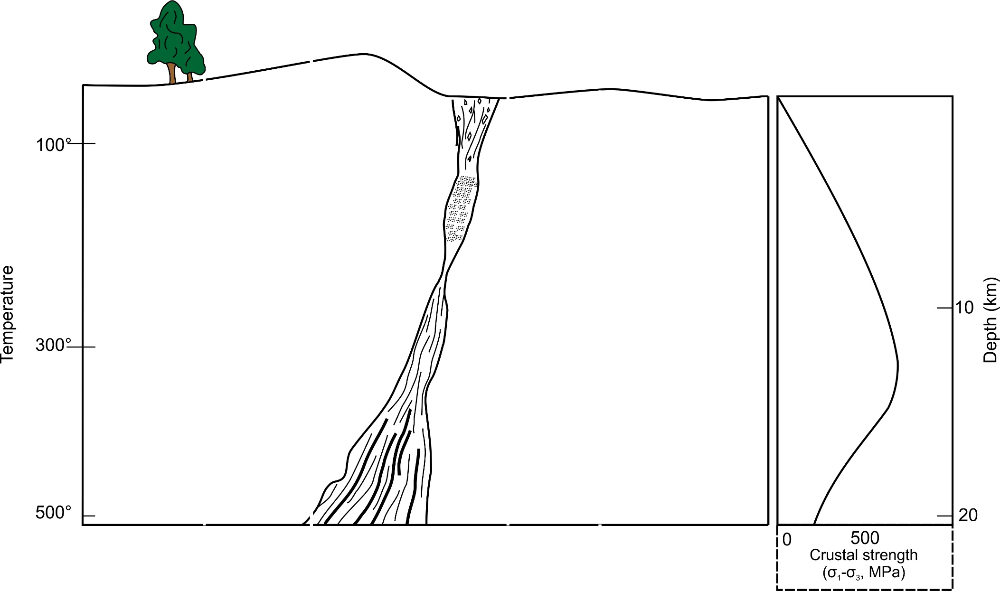 100°
300°
500°
Temperature
10
20
Depth (km)
0
500
Crustal strength
(σ₁-σ₃, MPa)